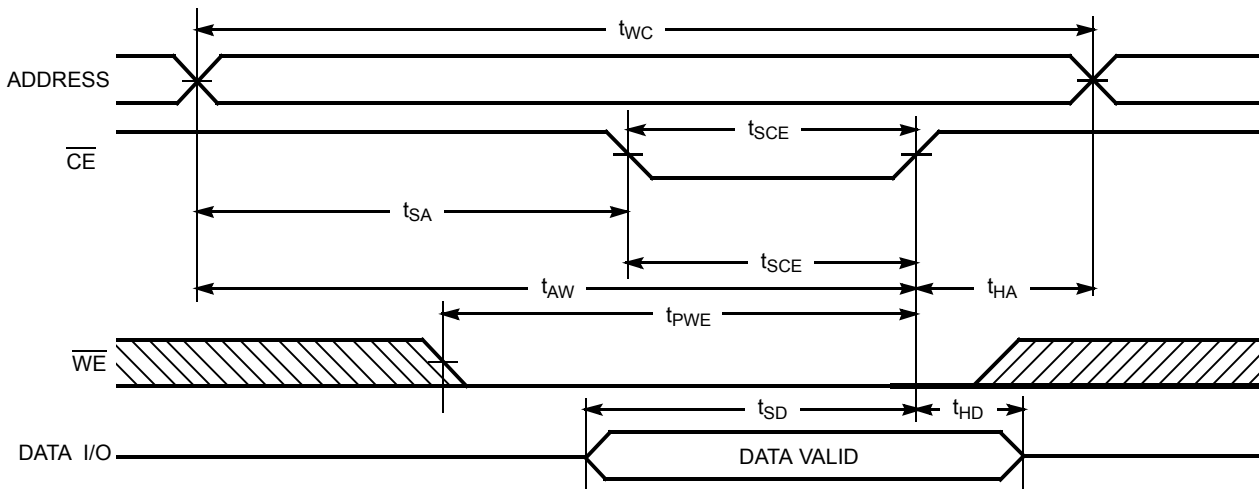 tWC
ADDRESS
tSCE
CE
tSA
tSCE
tAW
tHA
tPWE
WE
tSD
tHD
DATA I/O
DATA VALID